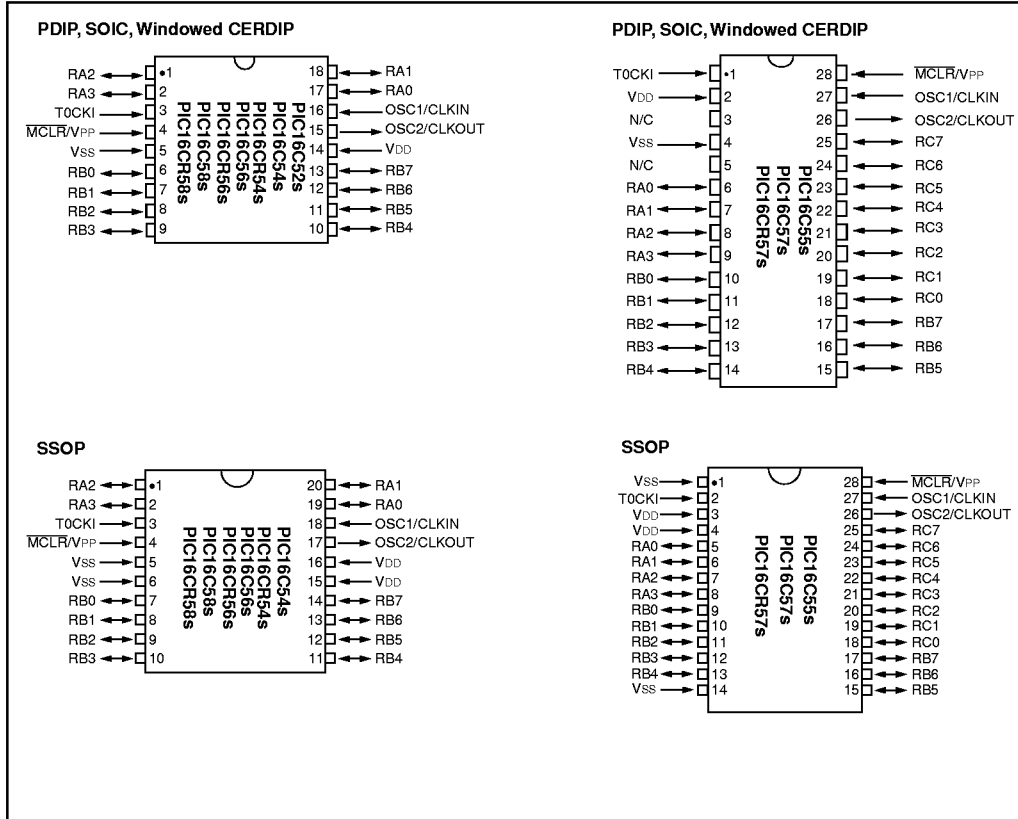 PDIP, SOIC, Windowed CERDIP
RA2 •1 18 RA1
RA3 2 17 RA0
T0CKI 3 16 OSC1/CLKIN
MCLR/VPP 4 15 OSC2/CLKOUT
VSS 5 14 VDD
RB0 6 13 RB7
RB1 7 12 RB6
RB2 8 11 RB5
RB3 9 10 RB4
PIC16CR58s
PIC16C58s
PIC16CR56s
PIC16C56s
PIC16CR54s
PIC16C54s
PIC16C52s
PDIP, SOIC, Windowed CERDIP
T0CKI •1 28 MCLR/VPP
VDD 2 27 OSC1/CLKIN
N/C 3 26 OSC2/CLKOUT
VSS 4 25 RC7
N/C 5 24 RC6
RA0 6 23 RC5
RA1 7 22 RC4
RA2 8 21 RC3
RA3 9 20 RC2
RB0 10 19 RC1
RB1 11 18 RC0
RB2 12 17 RB7
RB3 13 16 RB6
RB4 14 15 RB5
PIC16CR57s
PIC16C57s
PIC16C55s
SSOP
RA2 •1 20 RA1
RA3 2 19 RA0
T0CKI 3 18 OSC1/CLKIN
MCLR/VPP 4 17 OSC2/CLKOUT
VSS 5 16 VDD
VSS 6 15 VDD
RB0 7 14 RB7
RB1 8 13 RB6
RB2 9 12 RB5
RB3 10 11 RB4
PIC16CR58s
PIC16C58s
PIC16CR56s
PIC16C56s
PIC16CR54s
PIC16C54s
SSOP
VSS •1 28 MCLR/VPP
T0CKI 2 27 OSC1/CLKIN
VDD 3 26 OSC2/CLKOUT
VDD 4 25 RC7
RA0 5 24 RC6
RA1 6 23 RC5
RA2 7 22 RC4
RA3 8 21 RC3
RB0 9 20 RC2
RB1 10 19 RC1
RB2 11 18 RC0
RB3 12 17 RB7
RB4 13 16 RB6
VSS 14 15 RB5
PIC16CR57s
PIC16C57s
PIC16C55s